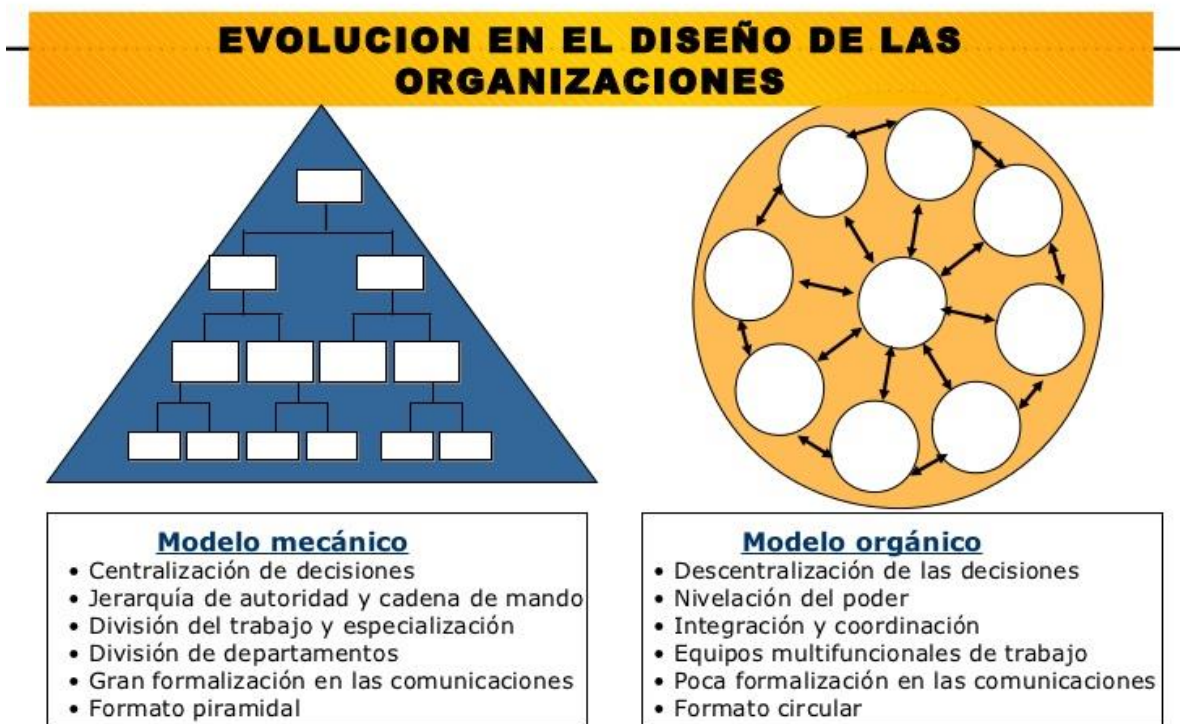 EVOLUCION EN EL DISEÑO DE LAS
ORGANIZACIONES
Modelo mecánico
• Centralización de decisiones
• Jerarquía de autoridad y cadena de mando
• División del trabajo y especialización
• División de departamentos
• Gran formalización en las comunicaciones
• Formato piramidal
Modelo orgánico
• Descentralización de las decisiones
• Nivelación del poder
• Integración y coordinación
• Equipos multifuncionales de trabajo
• Poca formalización en las comunicaciones
• Formato circular